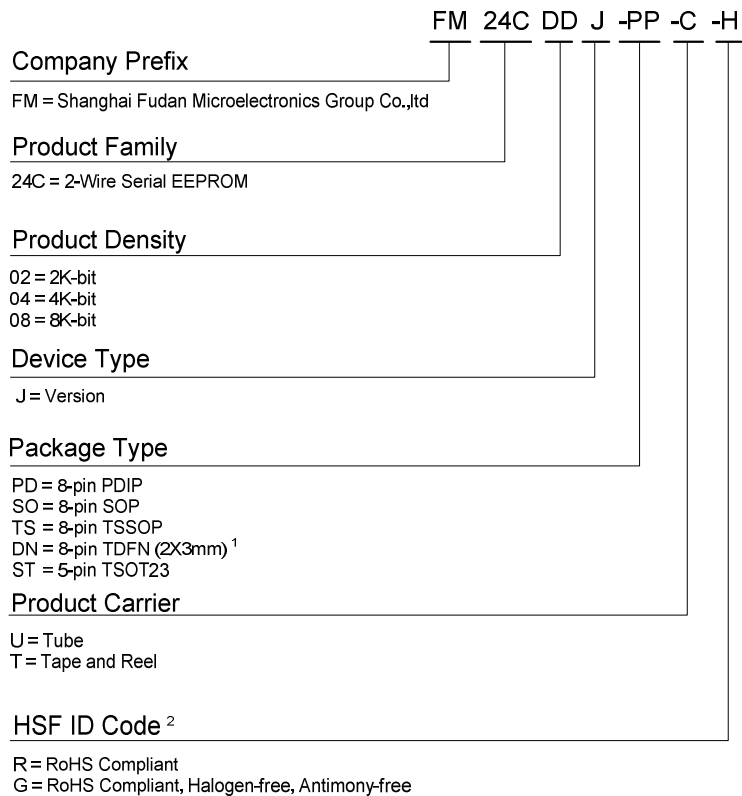 FM 24C DD J -PP -C -H
Company Prefix
FM = Shanghai Fudan Microelectronics Group Co.,ltd
Product Family
24C = 2-Wire Serial EEPROM
Product Density
02 = 2K-bit
04 = 4K-bit
08 = 8K-bit
Device Type
J = Version
Package Type
PD = 8-pin PDIP
SO = 8-pin SOP
TS = 8-pin TSSOP
DN = 8-pin TDFN (2X3mm) 1
ST = 5-pin TSOT23
Product Carrier
U = Tube
T = Tape and Reel
HSF ID Code 2
R = RoHS Compliant
G = RoHS Compliant, Halogen-free, Antimony-free